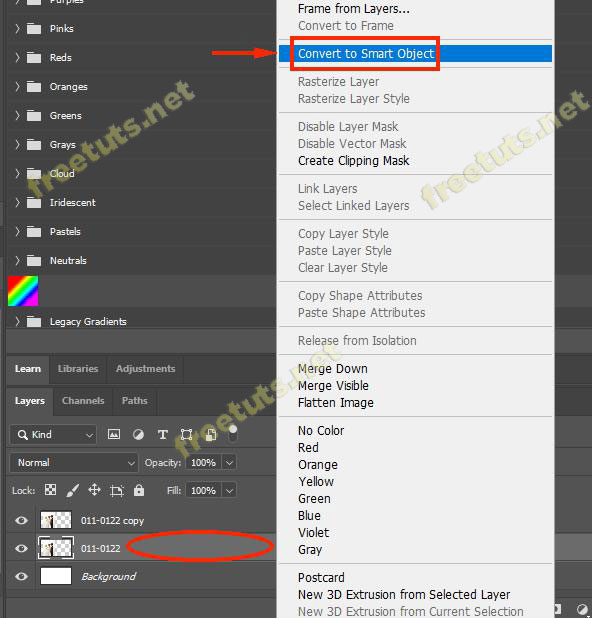 Purples
Pinks
Reds
Oranges
Greens
Grays
Cloud
Iridescent
Pastels
Neutrals
Legacy Gradients
Learn Libraries Adjustments
Layers Channels Paths
Kind
Normal Opacity: 100%
Lock: Fill: 100%
011-0122 copy
011-0122
Background
Frame from Layers...
Convert to Frame
Convert to Smart Object
Rasterize Layer
Rasterize Layer Style
Disable Layer Mask
Disable Vector Mask
Create Clipping Mask
Link Layers
Select Linked Layers
Copy Layer Style
Paste Layer Style
Clear Layer Style
Copy Shape Attributes
Paste Shape Attributes
Release from Isolation
Merge Down
Merge Visible
Flatten Image
No Color
Red
Orange
Yellow
Green
Blue
Violet
Gray
Postcard
New 3D Extrusion from Selected Layer
New 3D Extrusion from Current Selection
freetuts.net
freetuts.net
freetuts.net